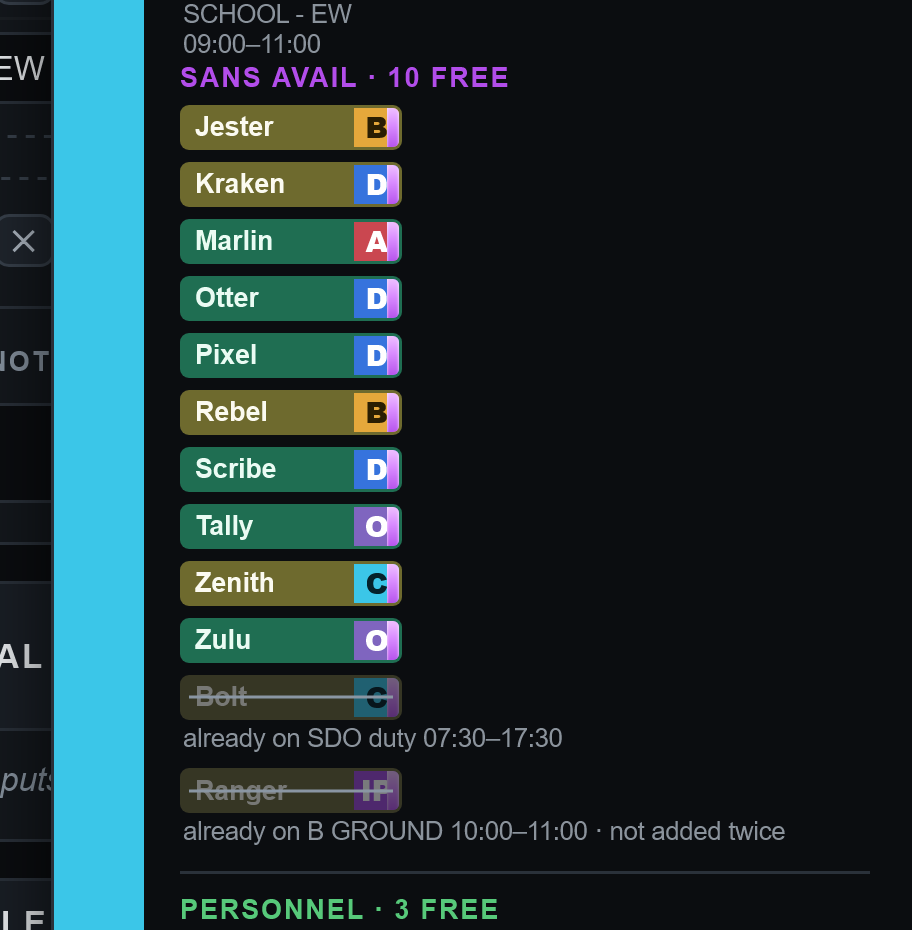 SCHOOL - EW
09:00–11:00
EW
SANS AVAIL · 10 FREE
Jester B
Kraken D
Marlin A
Otter D
Pixel D
NOT
Rebel B
Scribe D
Tally O
Zenith C
Zulu O
AL
Bolt C
already on SDO duty 07:30–17:30
puts
Ranger IP
already on B GROUND 10:00–11:00 · not added twice
PERSONNEL · 3 FREE
LE